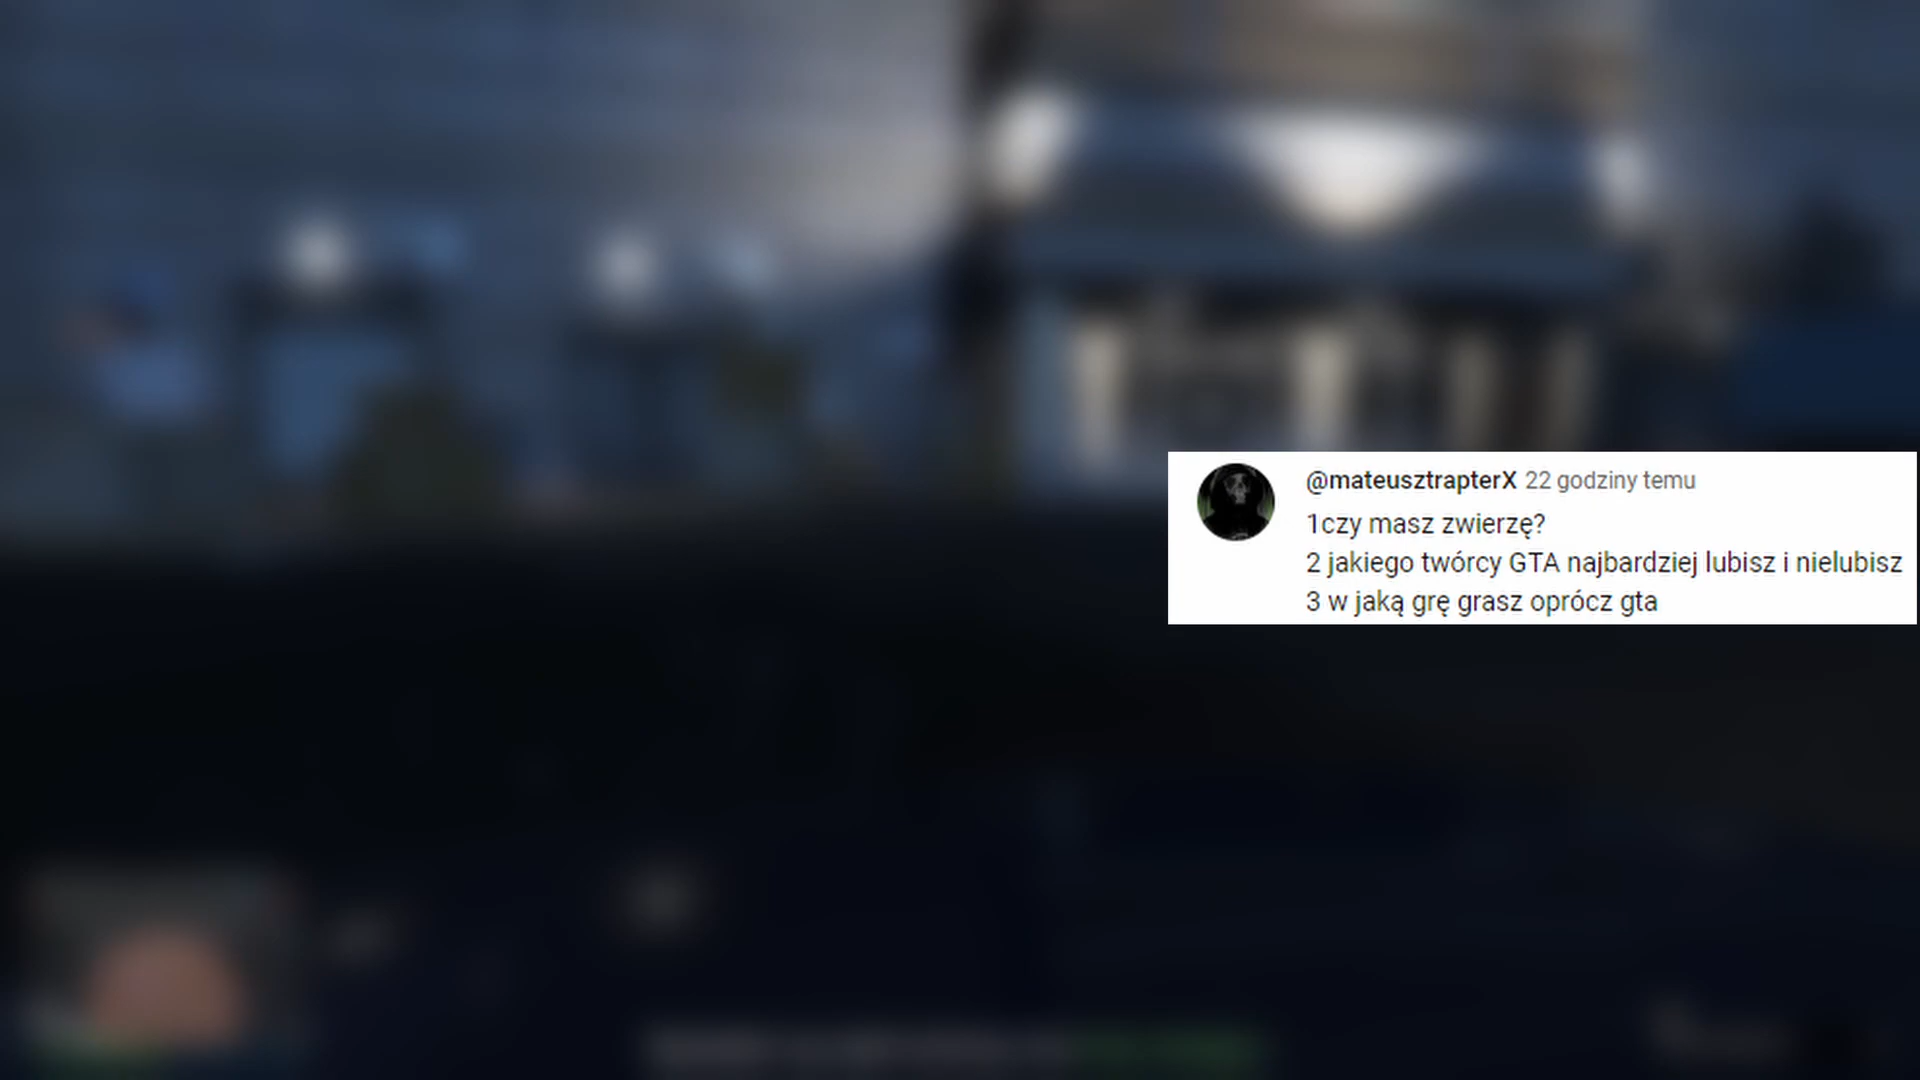 @mateusztrapterX 22 godziny temu
1czy masz zwierzę?
2 jakiego twórcy GTA najbardziej lubisz i nielubisz
3 w jaką grę grasz oprócz gta